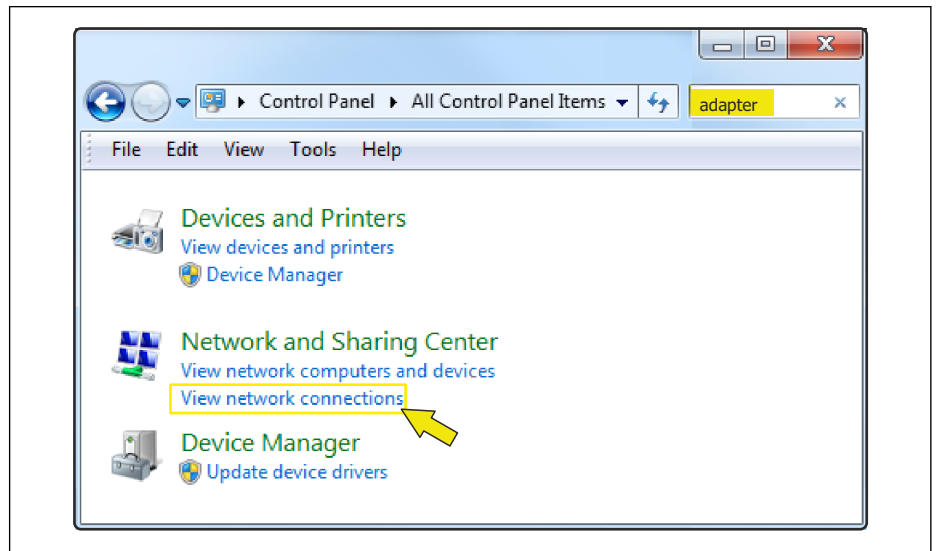 Control Panel All Control Panel Items adapter
File Edit View Tools Help
Devices and Printers
View devices and printers
Device Manager
Network and Sharing Center
View network computers and devices
View network connections
Device Manager
Update device drivers